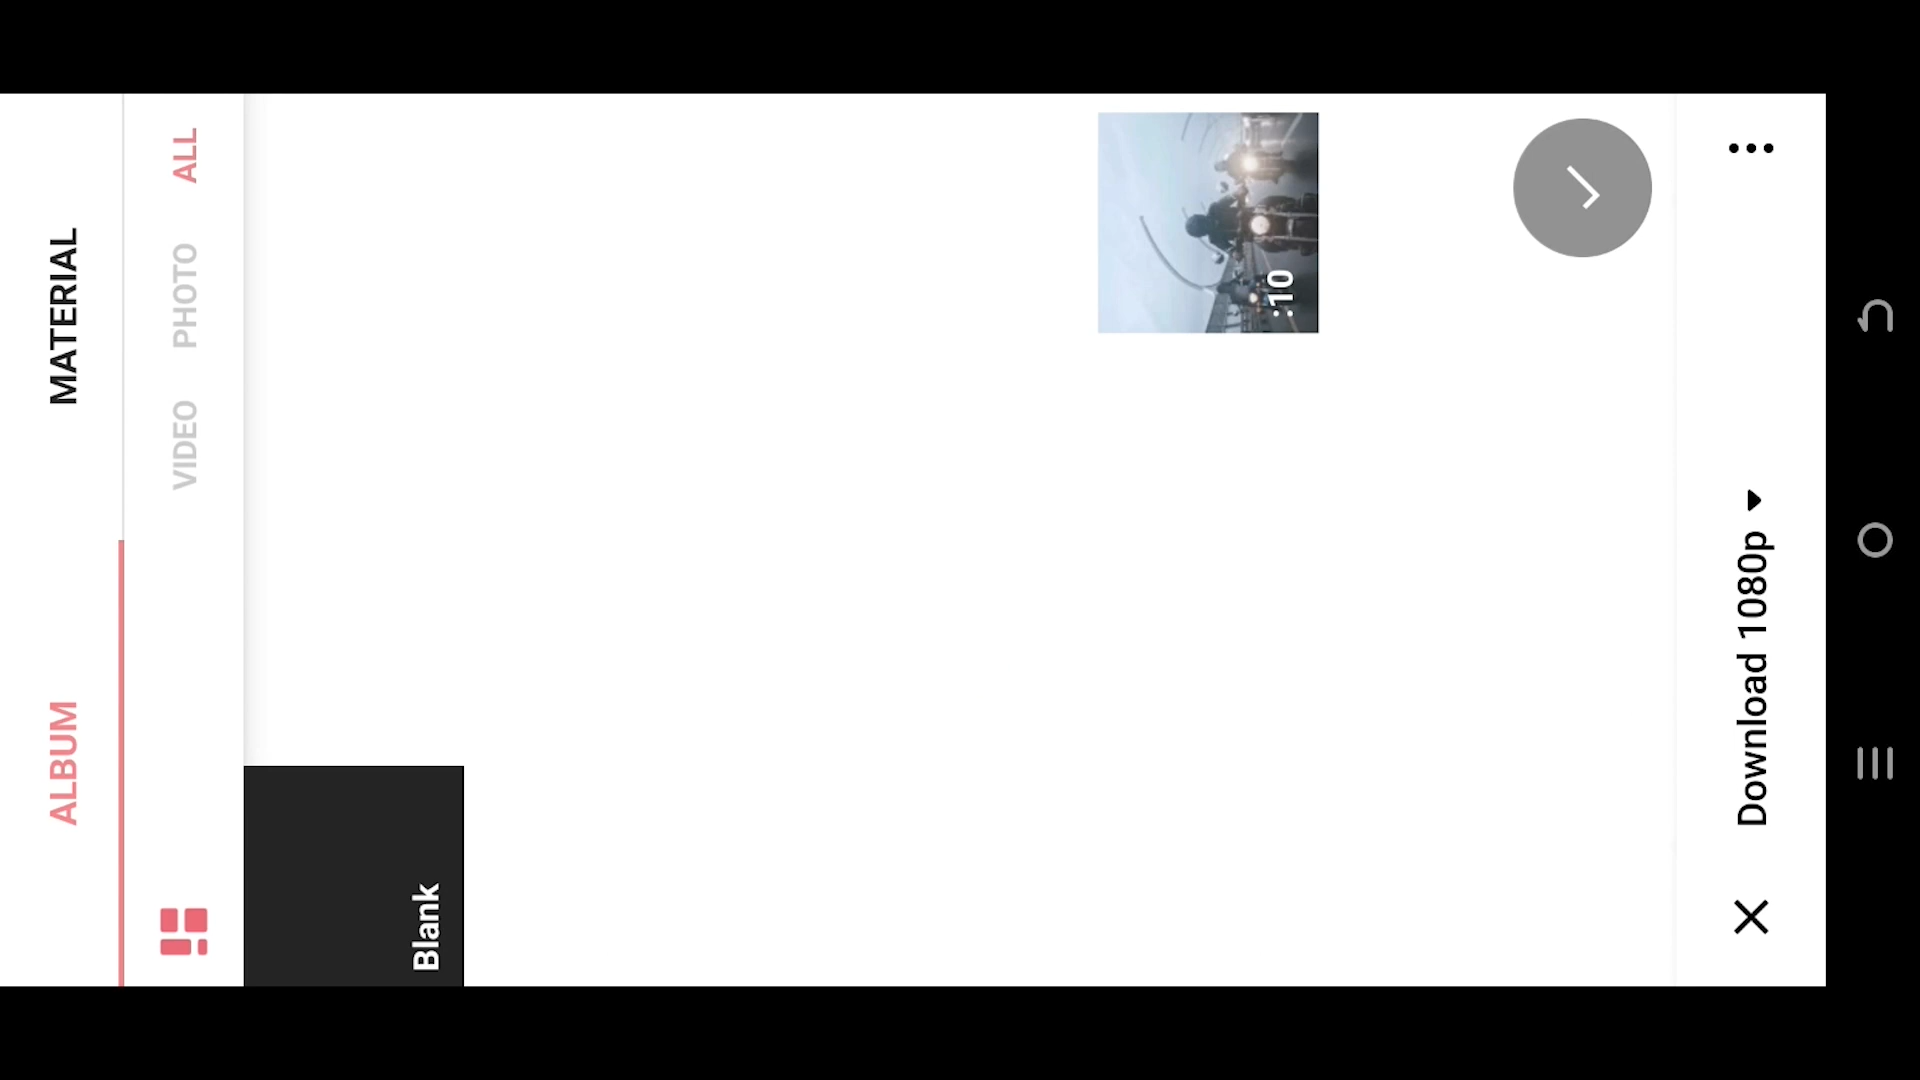 ALBUM MATERIAL
VIDEO PHOTO ALL
Blank
:10
Download 1080p